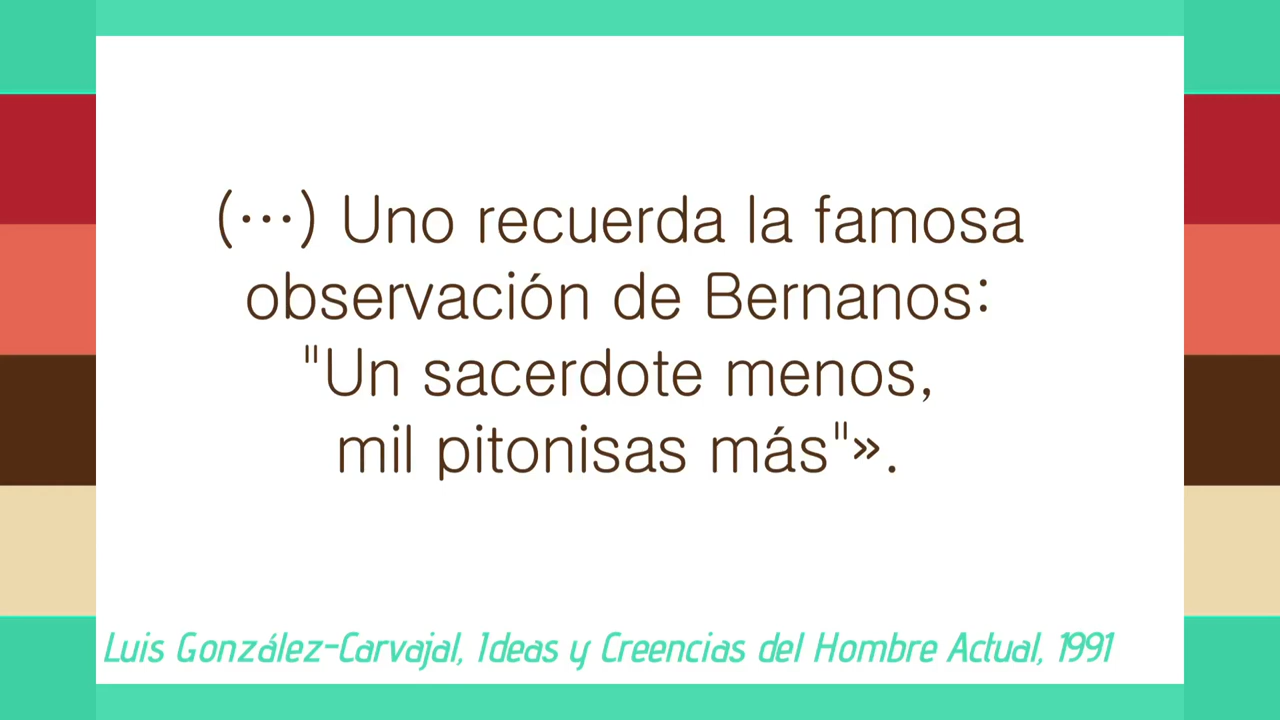 (···) Uno recuerda la famosa
observación de Bernanos:
"Un sacerdote menos,
mil pitonisas más"».
Luis González-Carvajal, Ideas y Creencias del Hombre Actual, 1991